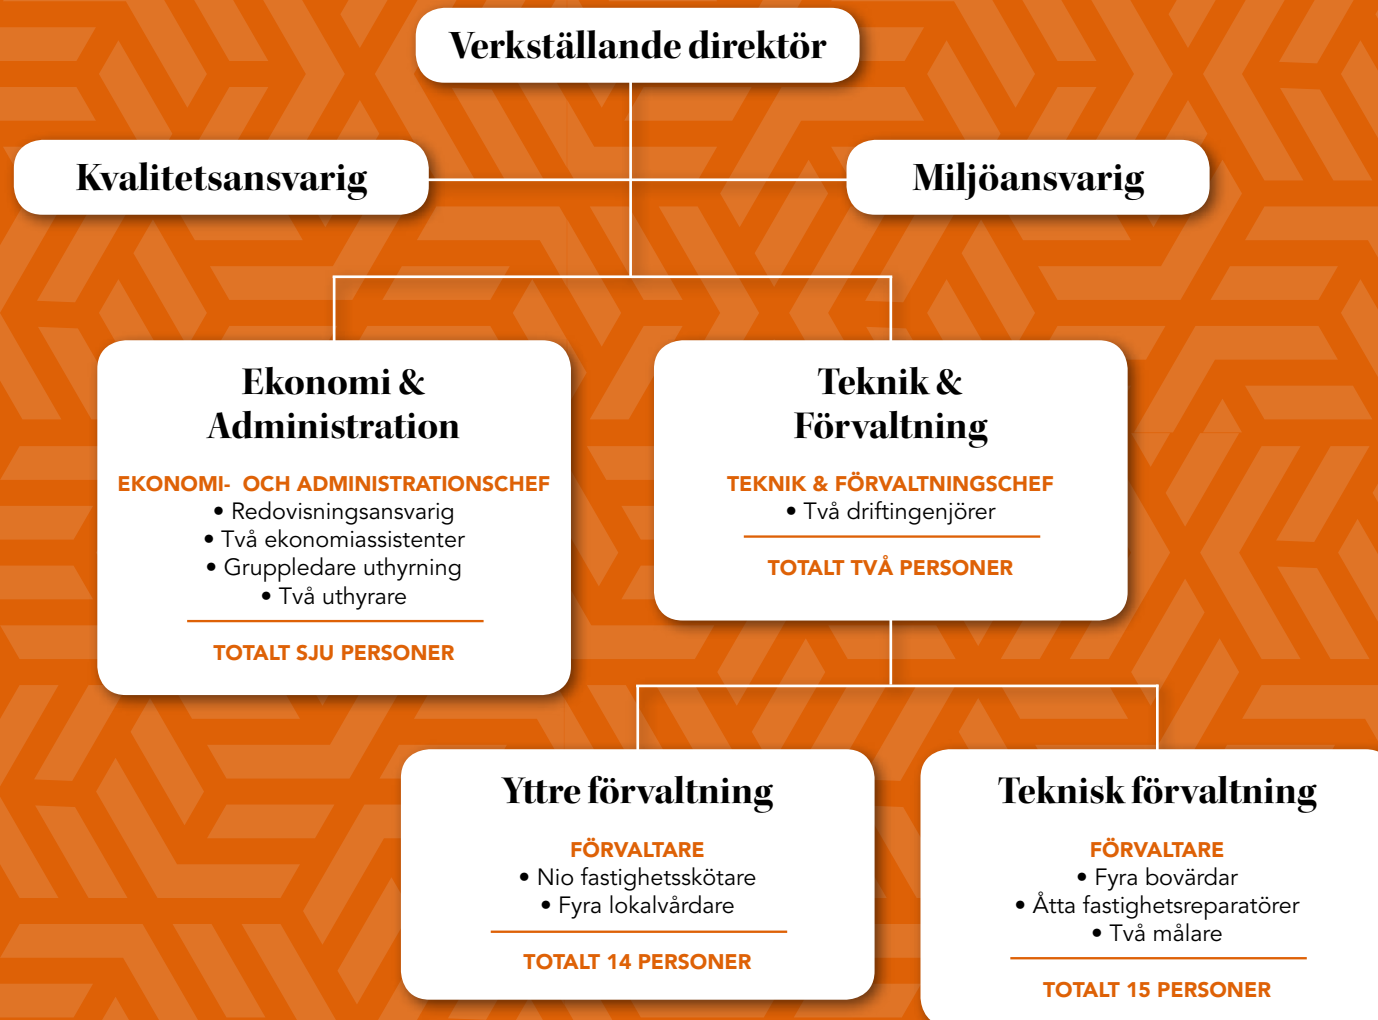 Verkställande direktör
Kvalitetsansvarig
Miljöansvarig
Ekonomi &
Administration
EKONOMI- OCH ADMINISTRATIONSCHEF
• Redovisningsansvarig
• Två ekonomiassistenter
• Gruppledare uthyrning
• Två uthyrare
TOTALT SJU PERSONER
Teknik &
Förvaltning
TEKNIK & FÖRVALTNINGSCHEF
• Två driftingenjörer
TOTALT TVÅ PERSONER
Yttre förvaltning
FÖRVALTARE
• Nio fastighetsskötare
• Fyra lokalvårdare
TOTALT 14 PERSONER
Teknisk förvaltning
FÖRVALTARE
• Fyra bovärdar
• Åtta fastighetsreparatörer
• Två målare
TOTALT 15 PERSONER